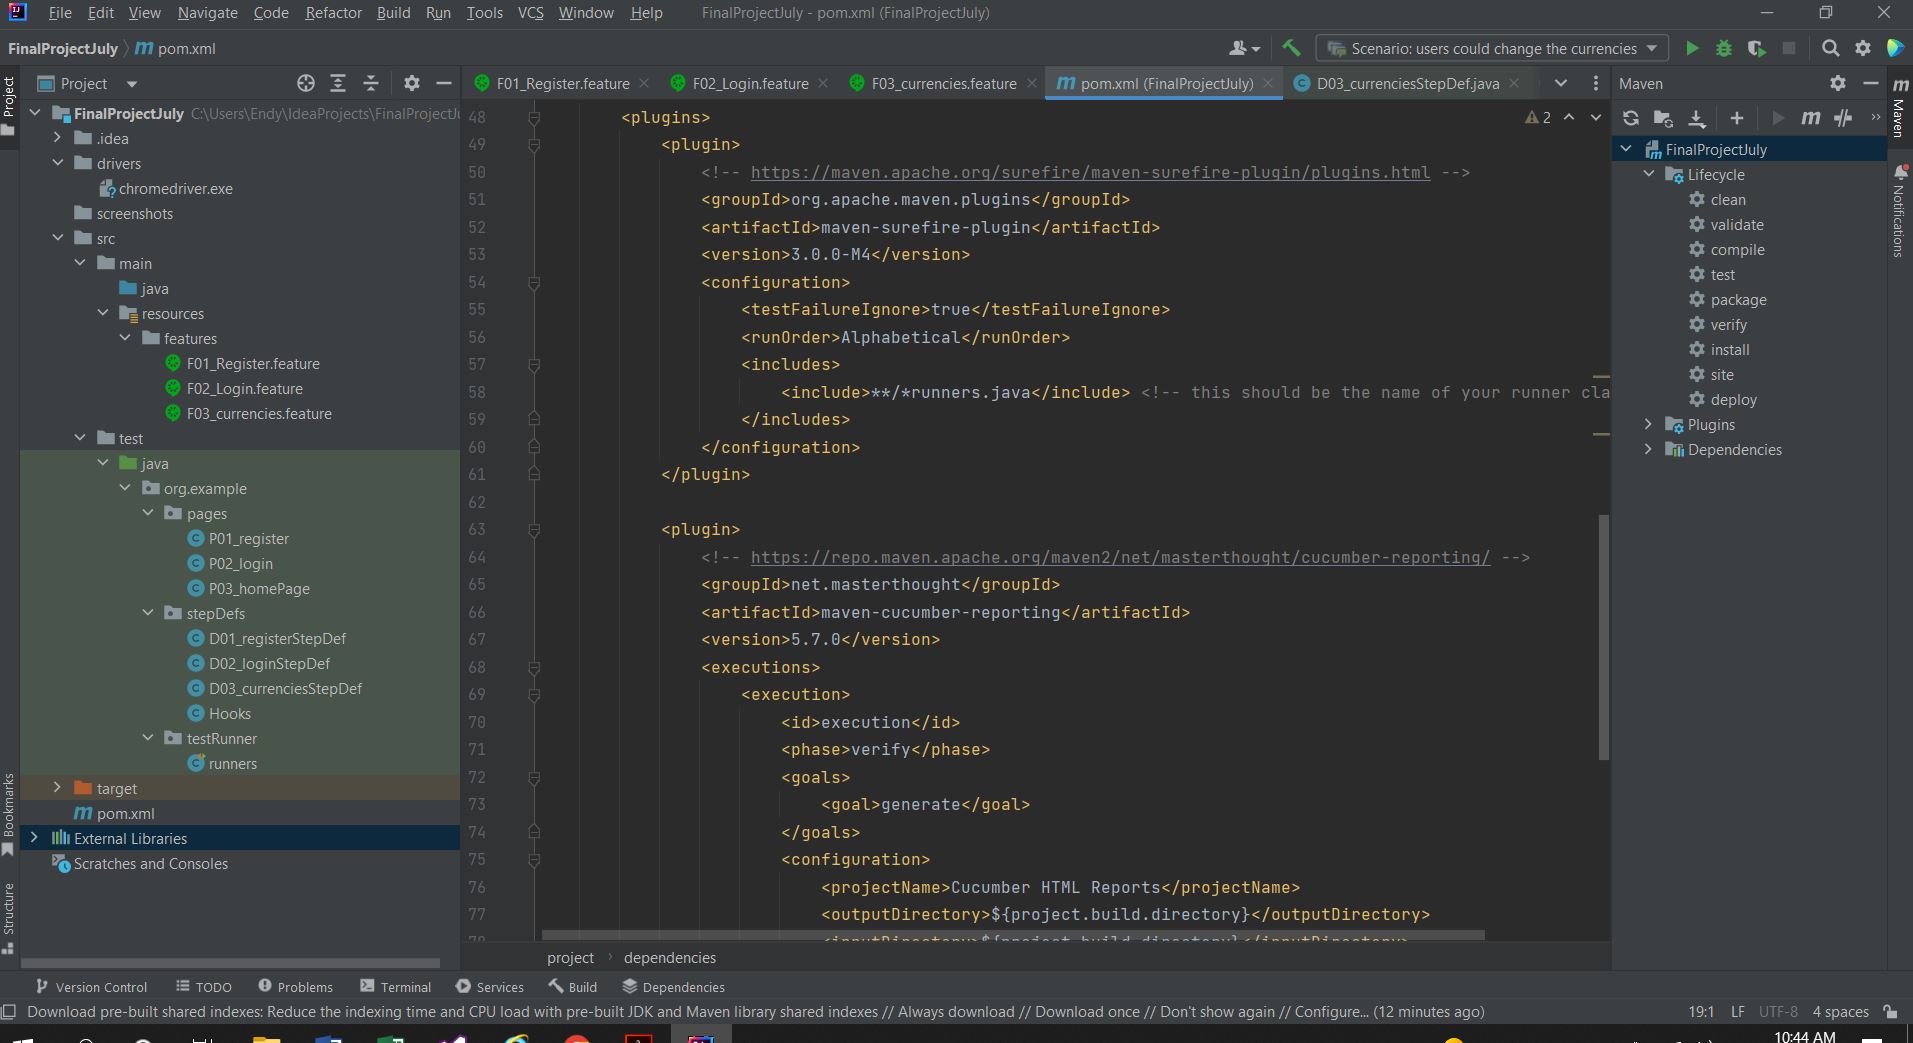 File Edit View Navigate Code Refactor Build Run Tools VCS Window Help FinalProjectJuly - pom.xml (FinalProjectJuly)
FinalProjectJuly pom.xml Scenario: users could change the currencies
Project
F01_Register.feature F02_Login.feature F03_currencies.feature pom.xml (FinalProjectJuly) D03_currenciesStepDef.java
Maven
Project
FinalProjectJuly C:\Users\Endy\IdeaProjects\FinalProjectJu
.idea
drivers
chromedriver.exe
screenshots
src
main
java
resources
features
F01_Register.feature
F02_Login.feature
F03_currencies.feature
test
java
org.example
pages
P01_register
P02_login
P03_homePage
stepDefs
D01_registerStepDef
D02_loginStepDef
D03_currenciesStepDef
Hooks
testRunner
runners
target
pom.xml
External Libraries
Scratches and Consoles
Bookmarks
Structure
48 <plugins>
2
49 <plugin>
50 <!-- https://maven.apache.org/surefire/maven-surefire-plugin/plugins.html -->
51 <groupId>org.apache.maven.plugins</groupId>
52 <artifactId>maven-surefire-plugin</artifactId>
53 <version>3.0.0-M4</version>
54 <configuration>
55 <testFailureIgnore>true</testFailureIgnore>
56 <runOrder>Alphabetical</runOrder>
57 <includes>
58 <include>**/*runners.java</include> <!-- this should be the name of your runner cla
59 </includes>
60 </configuration>
61 </plugin>
62
63 <plugin>
64 <!-- https://repo.maven.apache.org/maven2/net/masterthought/cucumber-reporting/ -->
65 <groupId>net.masterthought</groupId>
66 <artifactId>maven-cucumber-reporting</artifactId>
67 <version>5.7.0</version>
68 <executions>
69 <execution>
70 <id>execution</id>
71 <phase>verify</phase>
72 <goals>
73 <goal>generate</goal>
74 </goals>
75 <configuration>
76 <projectName>Cucumber HTML Reports</projectName>
77 <outputDirectory>${project.build.directory}</outputDirectory>
78 <inputDirectory>${project.build.directory}</inputDirectory>
project dependencies
FinalProjectJuly
Lifecycle
clean
validate
compile
test
package
verify
install
site
deploy
Plugins
Dependencies
Maven
Notifications
Version Control TODO Problems Terminal Services Build Dependencies
Download pre-built shared indexes: Reduce the indexing time and CPU load with pre-built JDK and Maven library shared indexes // Always download // Download once // Don't show again // Configure... (12 minutes ago) 19:1 LF UTF-8 4 spaces
10:44 AM